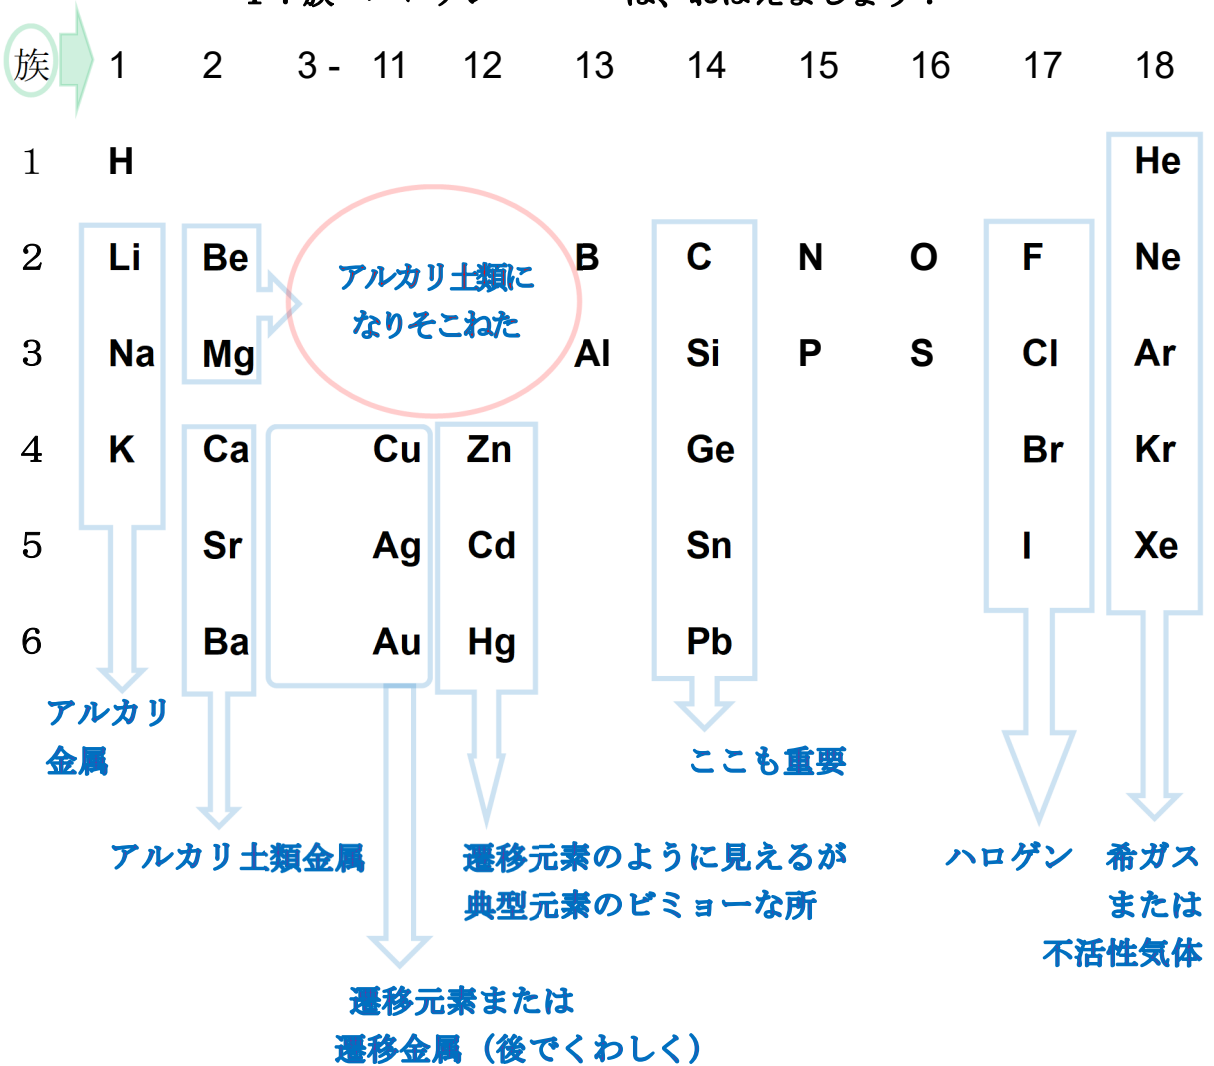 族 1 2 3 - 11 12 13 14 15 16 17 18
1 H He
2 Li Be B C N O F Ne
アルカリ土類に
なりそこねた
3 Na Mg Al Si P S Cl Ar
4 K Ca Cu Zn Ge Br Kr
5 Sr Ag Cd Sn I Xe
6 Ba Au Hg Pb
アルカリ
金属
ここも重要
アルカリ土類金属
遷移元素のように見えるが
典型元素のビミョーな所
ハロゲン
希ガス
または
不活性気体
遷移元素または
遷移金属（後でくわしく）